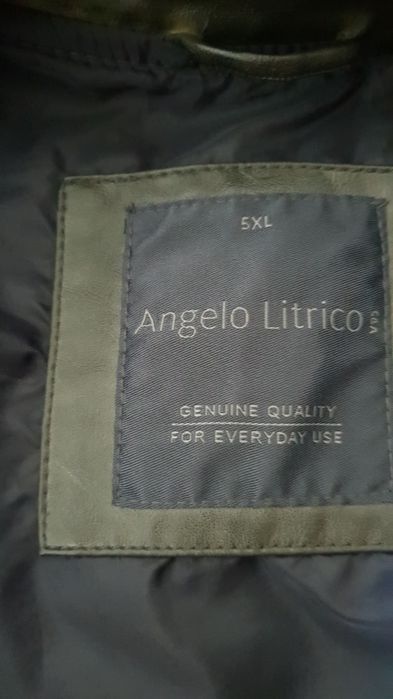 5XL
Angelo Litrico
C&A
GENUINE QUALITY
FOR EVERYDAY USE